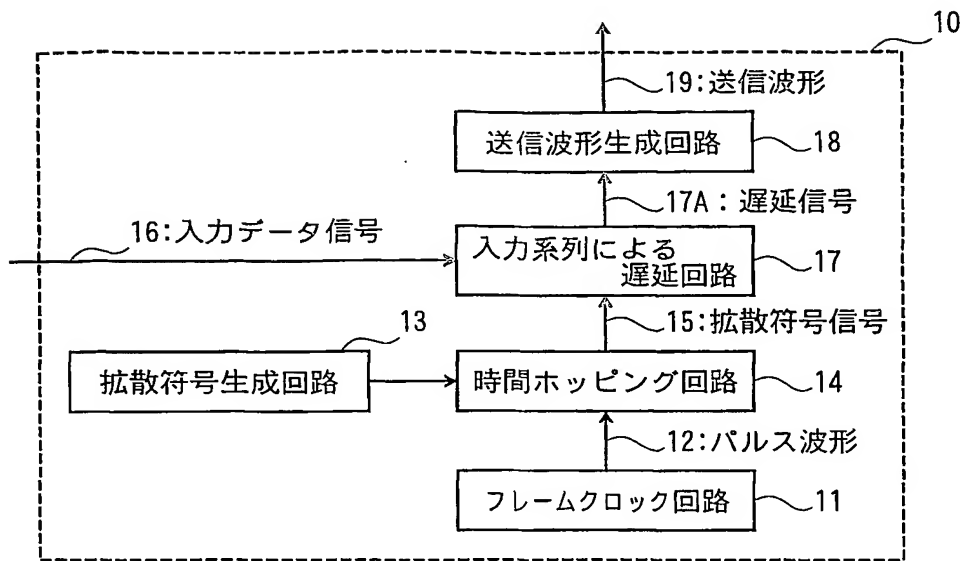 10
19:送信波形
送信波形生成回路
18
17A:遅延信号
16:入力データ信号
入力系列による
遅延回路
17
15:拡散符号信号
13
拡散符号生成回路
時間ホッピング回路
14
12:パルス波形
フレームクロック回路
11